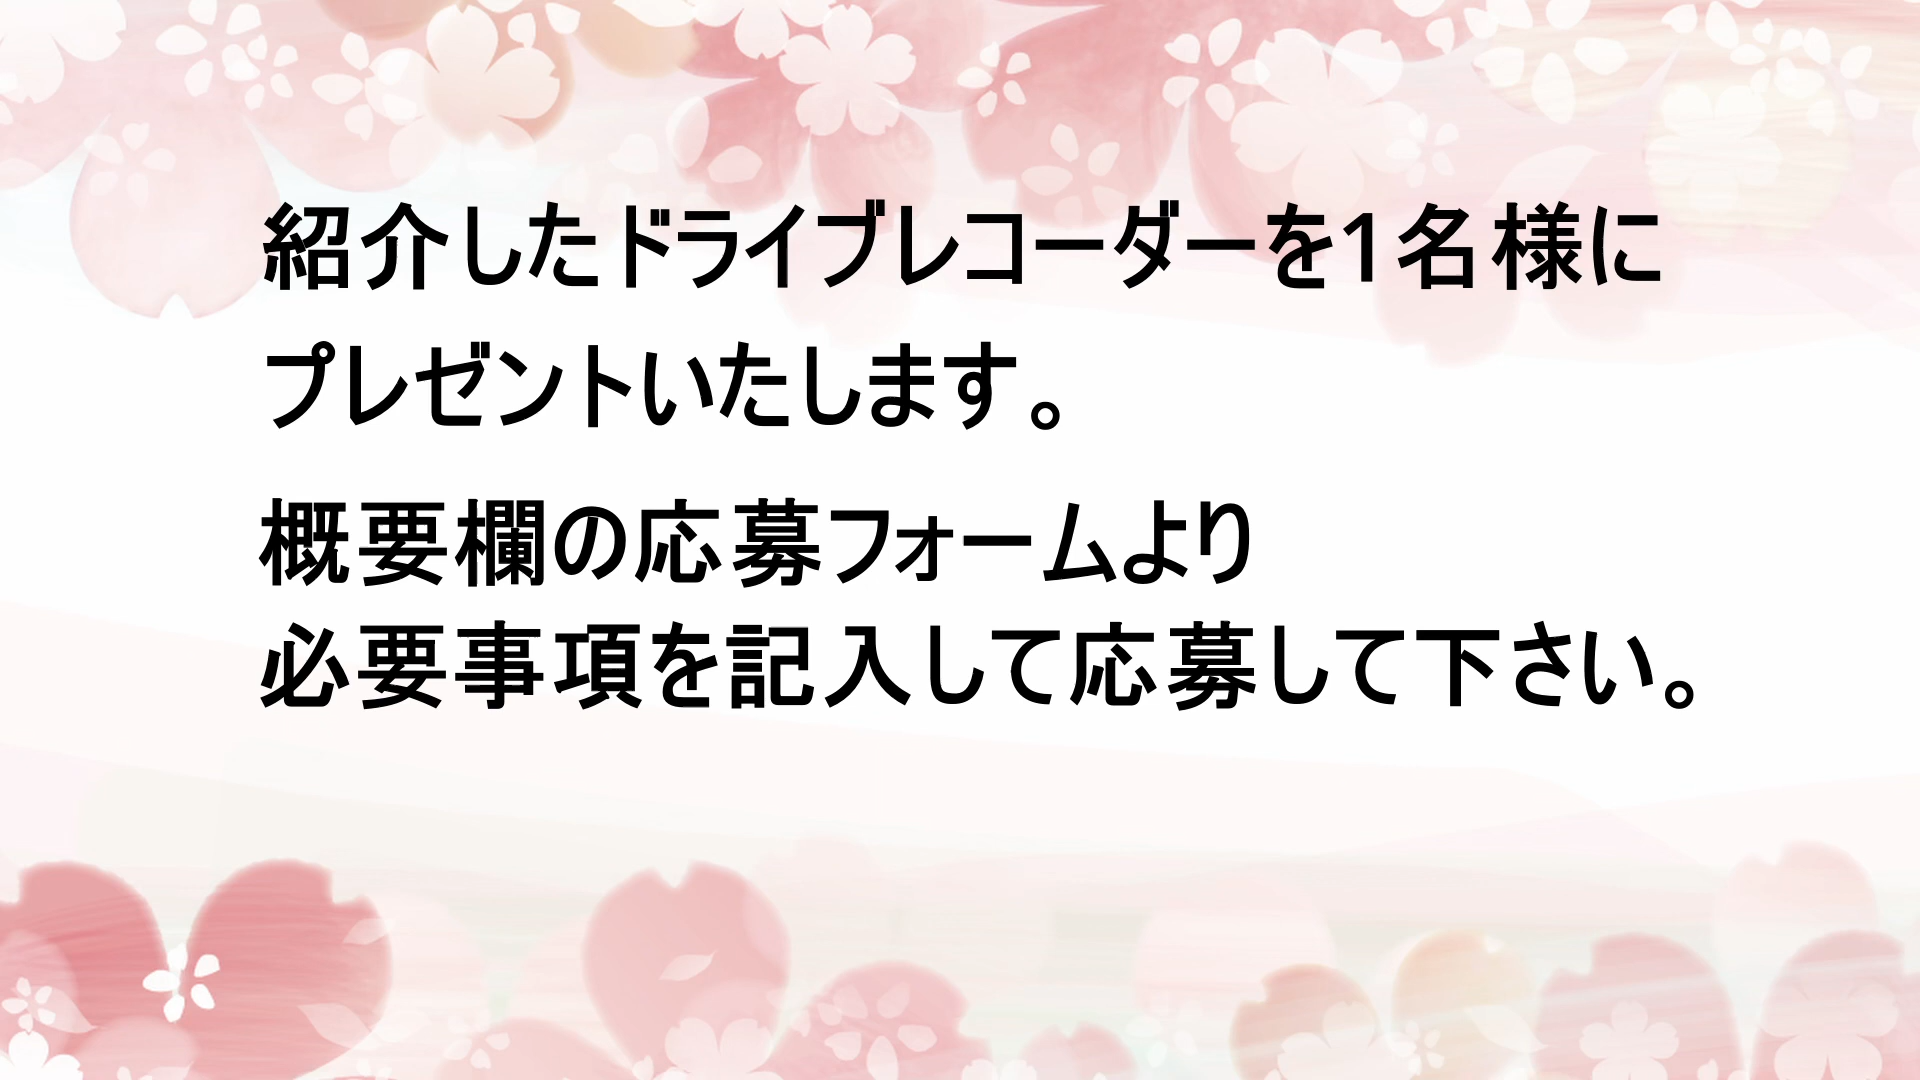 紹介したドライブレコーダーを1名様に
プレゼントいたします。
概要欄の応募フォームより
必要事項を記入して応募して下さい。